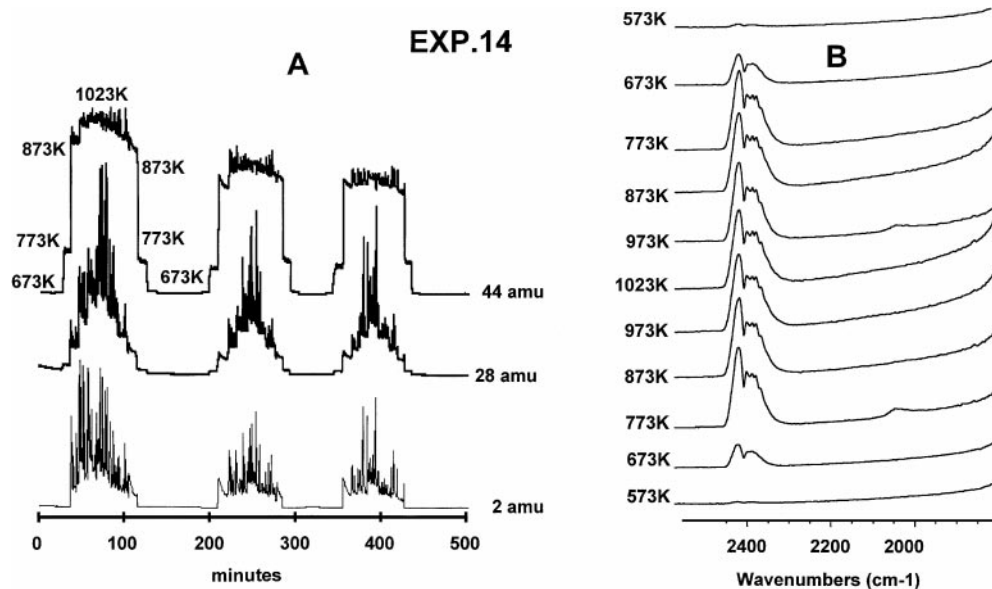 EXP.14
A
1023K
873K
873K
773K
773K
673K
673K
44 amu
28 amu
2 amu
0 100 200 300 400 500
minutes
B
573K
673K
773K
873K
973K
1023K
973K
873K
773K
673K
573K
2400 2200 2000
Wavenumbers (cm-1)